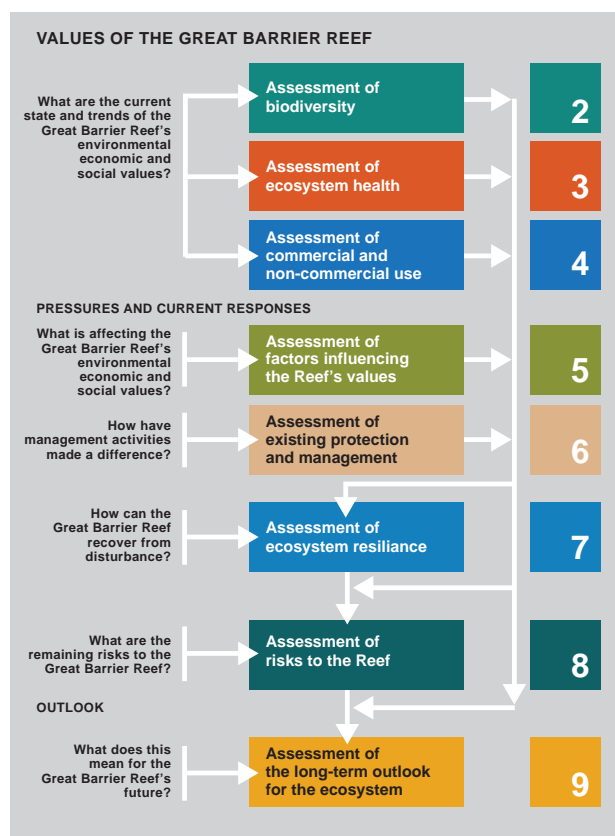 VALUES OF THE GREAT BARRIER REEF
What are the current
state and trends of the
Great Barrier Reef's
environmental
economic and
social values?
Assessment of
biodiversity
2
Assessment of
ecosystem health
3
Assessment of
commercial and
non-commercial use
4
PRESSURES AND CURRENT RESPONSES
What is affecting the
Great Barrier Reef's
environmental
economic and
social values?
Assessment of
factors influencing
the Reef's values
5
How have
management activities
made a difference?
Assessment of
existing protection
and management
6
How can the
Great Barrier Reef
recover from
disturbance?
Assessment of
ecosystem resiliance
7
What are the
remaining risks to the
Great Barrier Reef?
Assessment of
risks to the Reef
8
OUTLOOK
What does this
mean for the
Great Barrier Reef's
future?
Assessment of
the long-term outlook
for the ecosystem
9